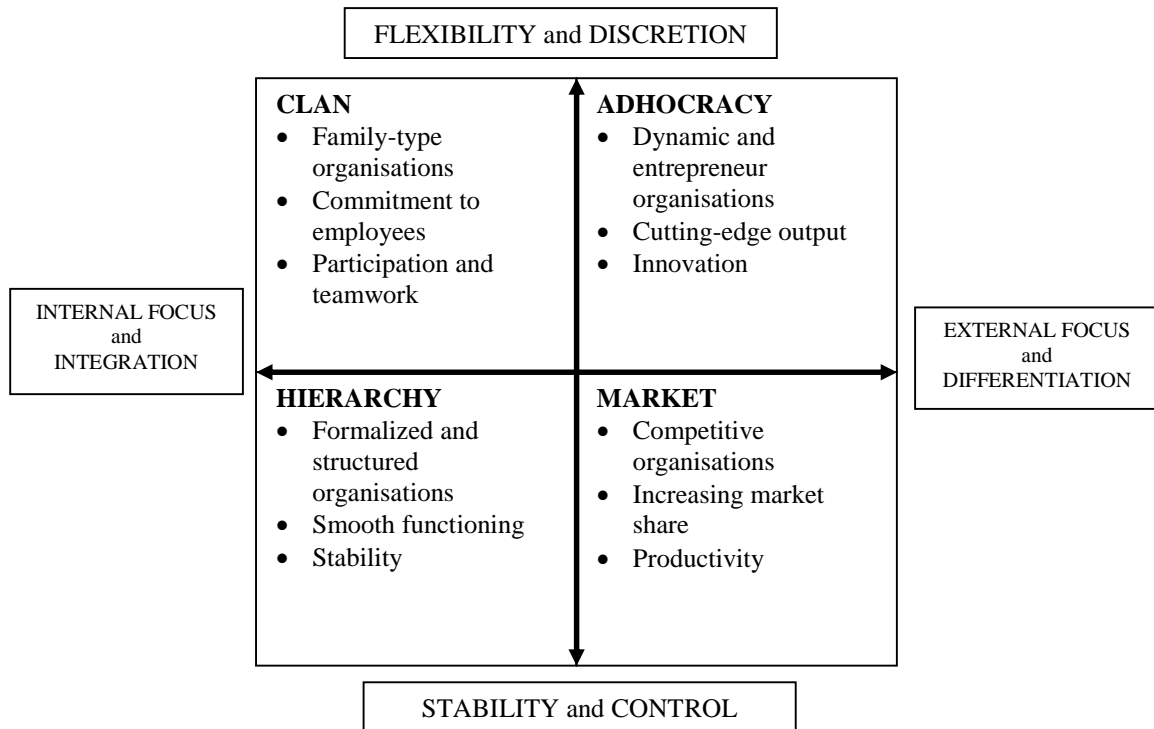 FLEXIBILITY and DISCRETION
CLAN
• Family-type
organisations
• Commitment to
employees
• Participation and
teamwork
ADHOCRACY
• Dynamic and
entrepreneur
organisations
• Cutting-edge output
• Innovation
INTERNAL FOCUS
and
INTEGRATION
EXTERNAL FOCUS
and
DIFFERENTIATION
HIERARCHY
• Formalized and
structured
organisations
• Smooth functioning
• Stability
MARKET
• Competitive
organisations
• Increasing market
share
• Productivity
STABILITY and CONTROL